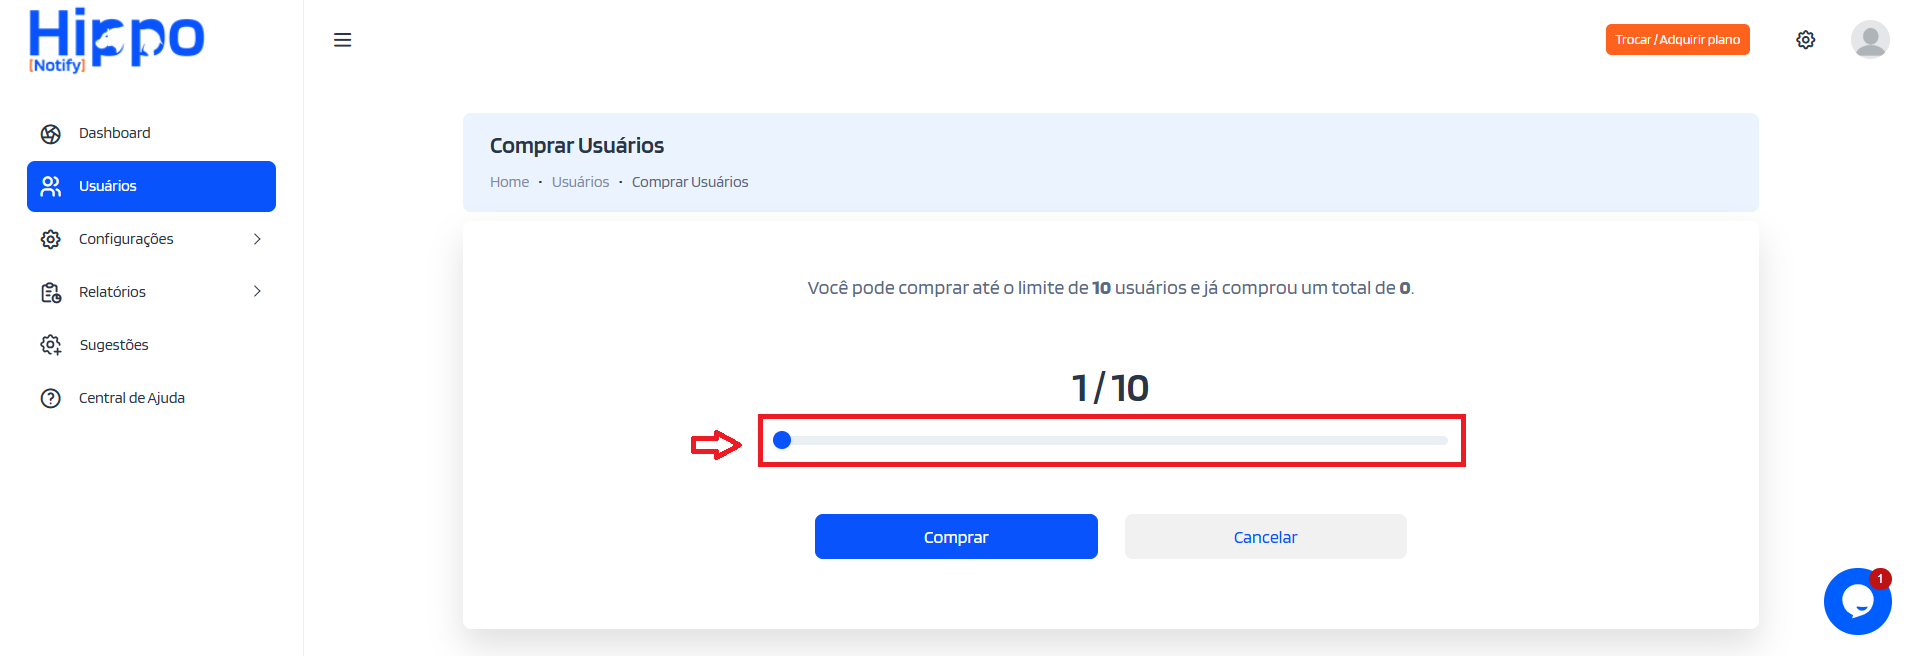 Hippo
[Notify]
Trocar / Adquirir plano
Dashboard
Usuários
Configurações
Relatórios
Sugestões
Central de Ajuda
Comprar Usuários
Home · Usuários · Comprar Usuários
Você pode comprar até o limite de 10 usuários e já comprou um total de 0.
1 / 10
Comprar
Cancelar
1